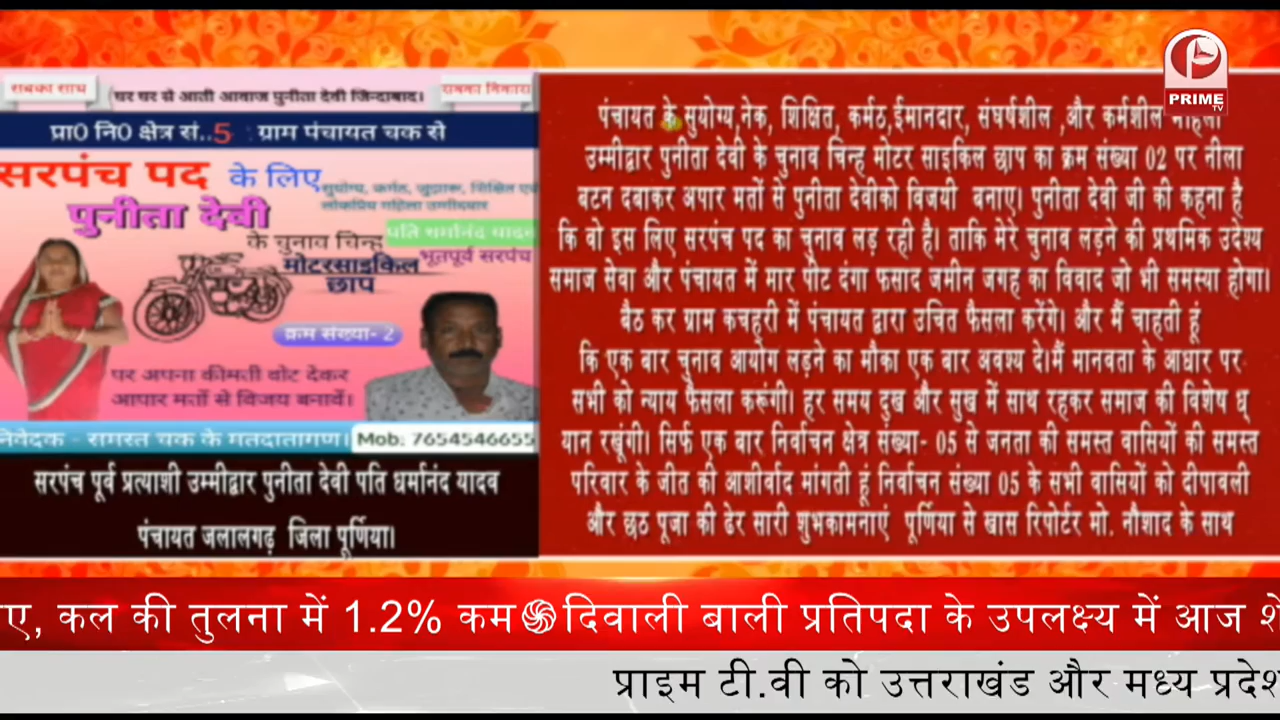 सबका साथ
घर घर से आती आवाज पुनीता देवी जिन्दाबाद।
सबका विकास
प्रा0 नि0 क्षेत्र सं..5 : ग्राम पंचायत चक से
सरपंच पद के लिए
सुयोग्य, कर्मठ, जुझारू, शिक्षित एवं
लोकप्रिय महिला उम्मीदवार
पुनीता देवी
पति धर्मानंद यादव
के चुनाव चिन्ह
भूतपूर्व सरपंच
मोटरसाइकिल
छाप
क्रम संख्या- 2
पर अपना कीमती वोट देकर
आपार मतों से विजय बनावें।
निवेदक - समस्त चक के मतदातागण।
Mob: 7654546655
सरपंच पूर्व प्रत्याशी उम्मीद्वार पुनीता देवी पति धर्मानंद यादव
पंचायत जलालगढ़ जिला पूर्णिया।
PRIME
TV
पंचायत के सुयोग्य,नेक, शिक्षित, कर्मठ,ईमानदार, संघर्षशील ,और कर्मशील महिला
उम्मीद्वार पुनीता देवी के चुनाव चिन्ह मोटर साइकिल छाप का क्रम संख्या 02 पर नीला
बटन दबाकर अपार मतों से पुनीता देवीको विजयी बनाए। पुनीता देवी जी की कहना है
कि वो इस लिए सरपंच पद का चुनाव लड़ रही है। ताकि मेरे चुनाव लड़ने की प्रथमिक उदेश्य
समाज सेवा और पंचायत में मार पीट दंगा फसाद जमीन जगह का विवाद जो भी समस्या होगा।
बैठ कर ग्राम कचहरी में पंचायत द्वारा उचित फैसला करेंगे। और मैं चाहती हूं
कि एक बार चुनाव आयोग लड़ने का मौका एक बार अवश्य दे।मैं मानवता के आधार पर
सभी को न्याय फैसला करूंगी। हर समय दुख और सुख में साथ रहकर समाज की विशेष ध्
यान रखूंगी। सिर्फ एक बार निर्वाचन क्षेत्र संख्या- 05 से जनता की समस्त वासियों की समस्त
परिवार के जीत की आशीर्वाद मांगती हूं निर्वाचन संख्या 05 के सभी वासियों को दीपावली
और छठ पूजा की ढेर सारी शुभकामनाएं पूर्णिया से खास रिपोर्टर मो. नौशाद के साथ
ए, कल की तुलना में 1.2% कम दिवाली बाली प्रतिपदा के उपलक्ष्य में आज शे
प्राइम टी.वी को उत्तराखंड और मध्य प्रदेश